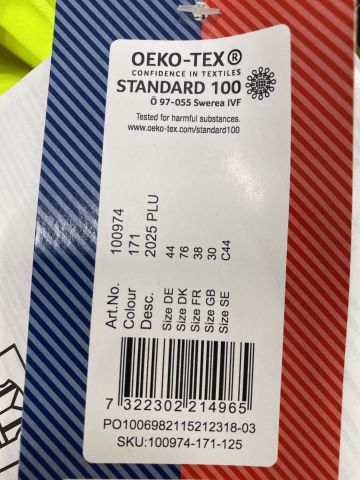 OEKO-TEX®
CONFIDENCE IN TEXTILES
STANDARD 100
Ö 97-055 Swerea IVF
Tested for harmful substances.
www.oeko-tex.com/standard100
Art.No. 100974
Colour 171
Desc. 2025 PLU
Size DE 44
Size DK 76
Size FR 38
Size GB 30
Size SE C44
7 322302 214965
PO1006982115212318-03
SKU:100974-171-125